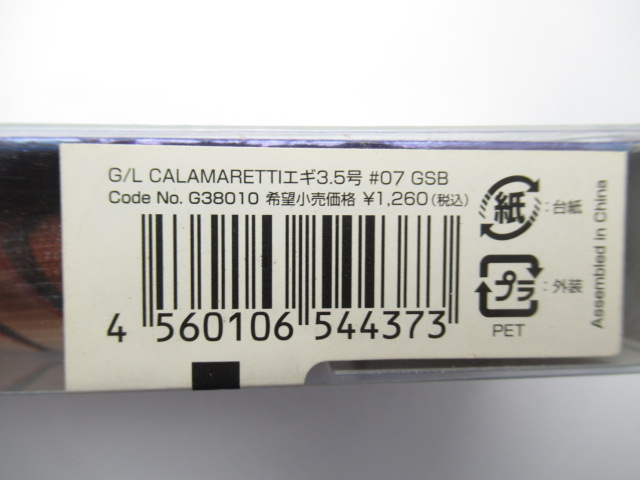 G/L CALAMARETTIエギ3.5号 #07 GSB
Code No. G38010 希望小売価格 ¥1,260(税込)
4 560106 544373
紙 :台紙
プラ :外装
PET
Assembled in China